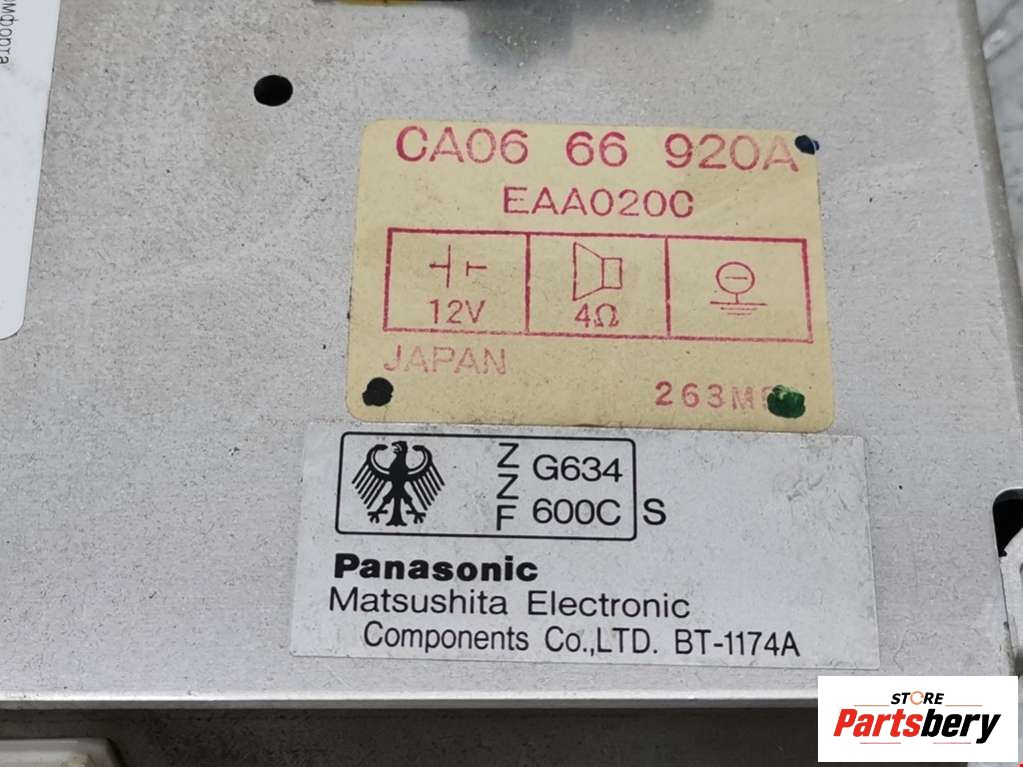 CA06 66 920A
EAA020C
12V 4Ω
JAPAN
263M
Z Z F G634
600C S
Panasonic
Matsushita Electronic
Components Co.,LTD. BT-1174A
STORE
Partsbery